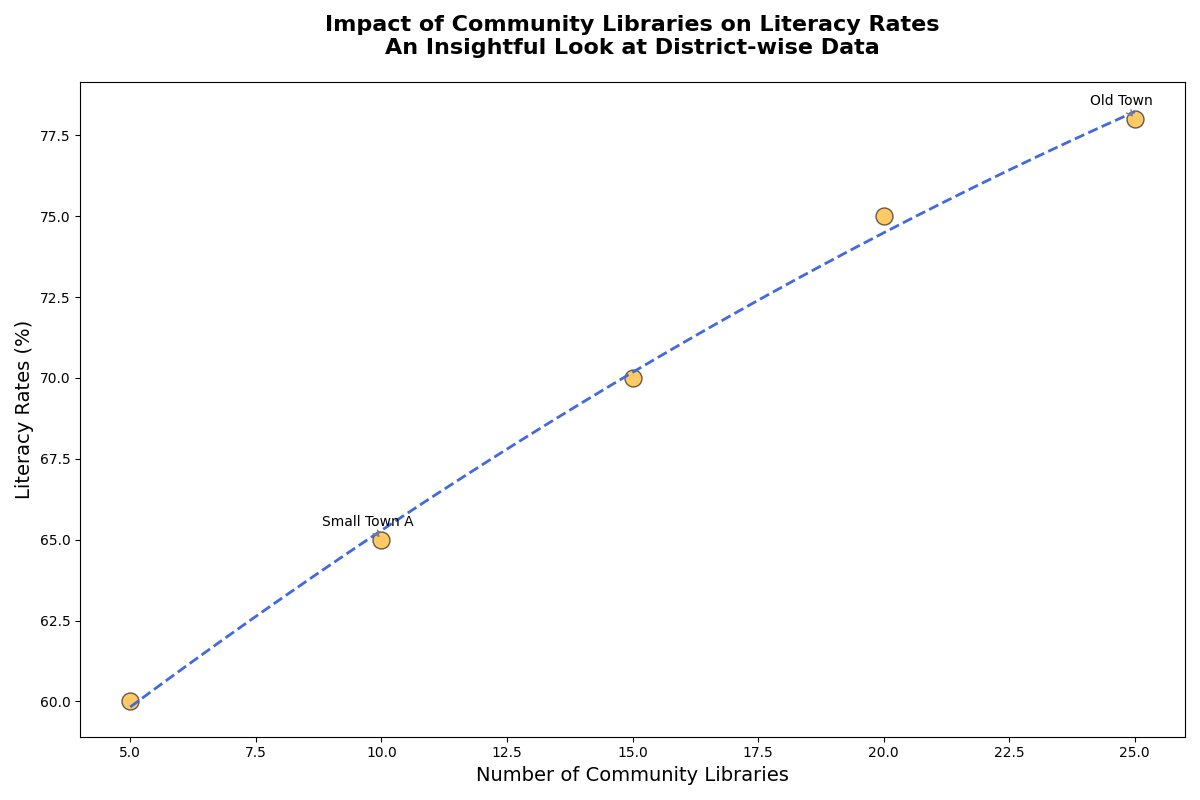 Impact of Community Libraries on Literacy Rates
An Insightful Look at District-wise Data
Old Town
Small Town A
Literacy Rates (%)
77.5
75.0
72.5
70.0
67.5
65.0
62.5
60.0
5.0 7.5 10.0 12.5 15.0 17.5 20.0 22.5 25.0
Number of Community Libraries